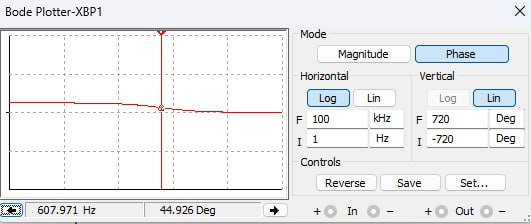 Bode Plotter-XBP1
Mode
Magnitude Phase
Horizontal Vertical
Log Lin Log Lin
F 100 kHz F 720 Deg
I 1 Hz I -720 Deg
Controls
Reverse Save Set...
607.971 Hz 44.926 Deg
+ In − + Out −